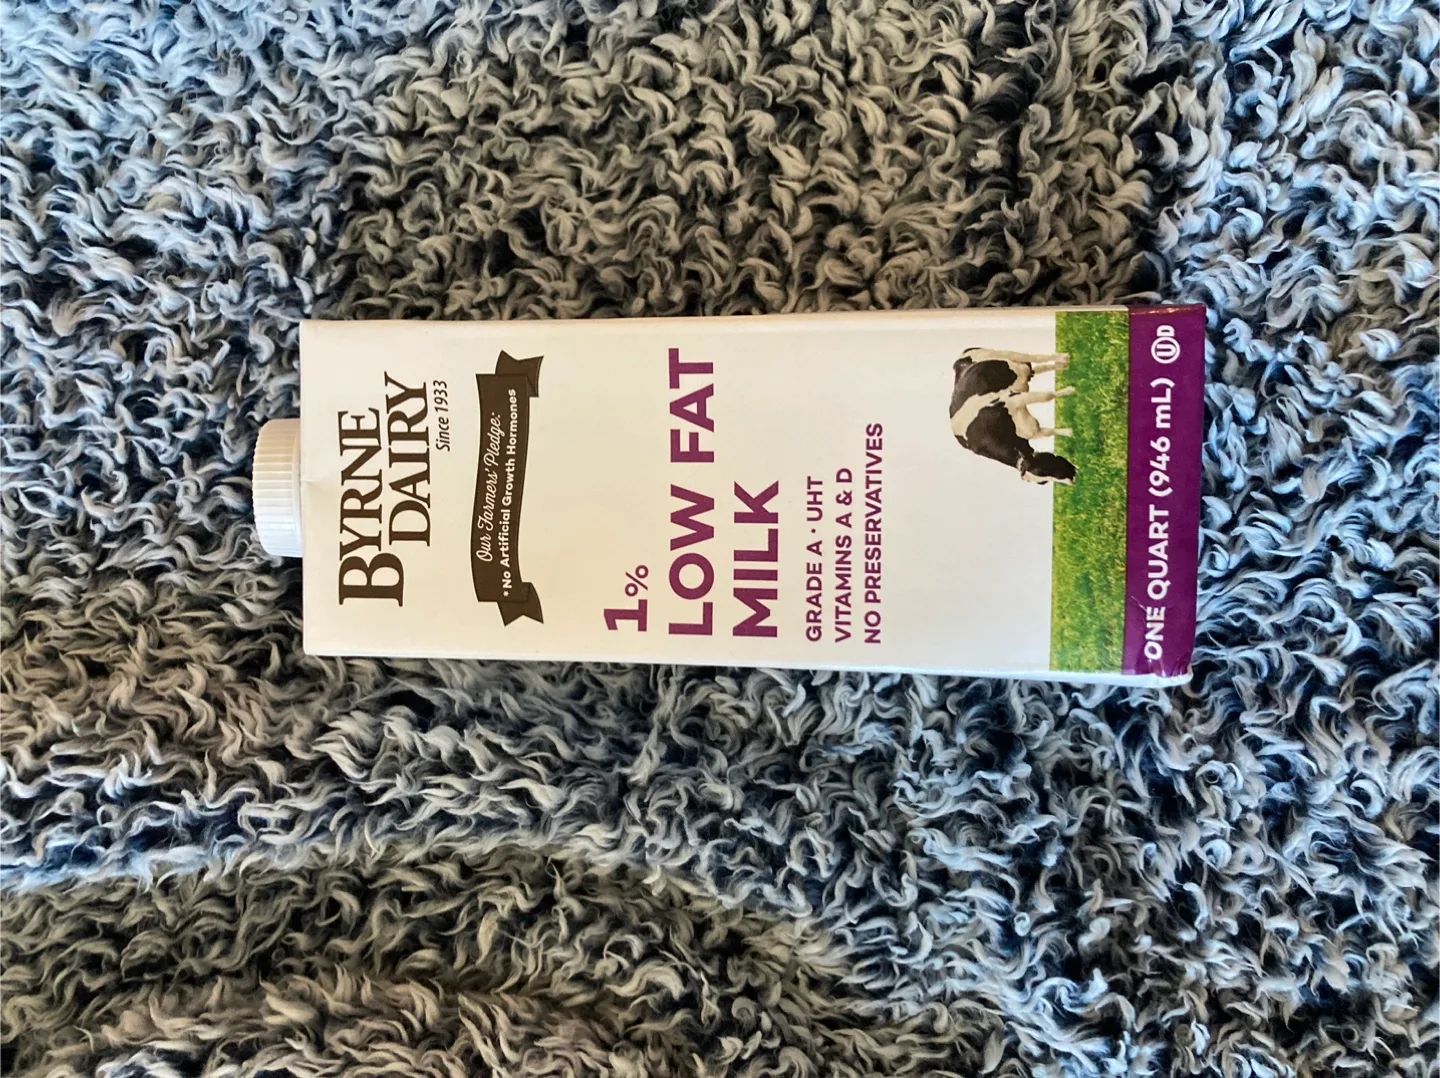 BYRNE
DAIRY
Since 1933
Our Farmers' Pledge:
*No Artificial Growth Hormones
1%
LOW FAT
MILK
GRADE A · UHT
VITAMINS A & D
NO PRESERVATIVES
ONE QUART (946 mL) UD